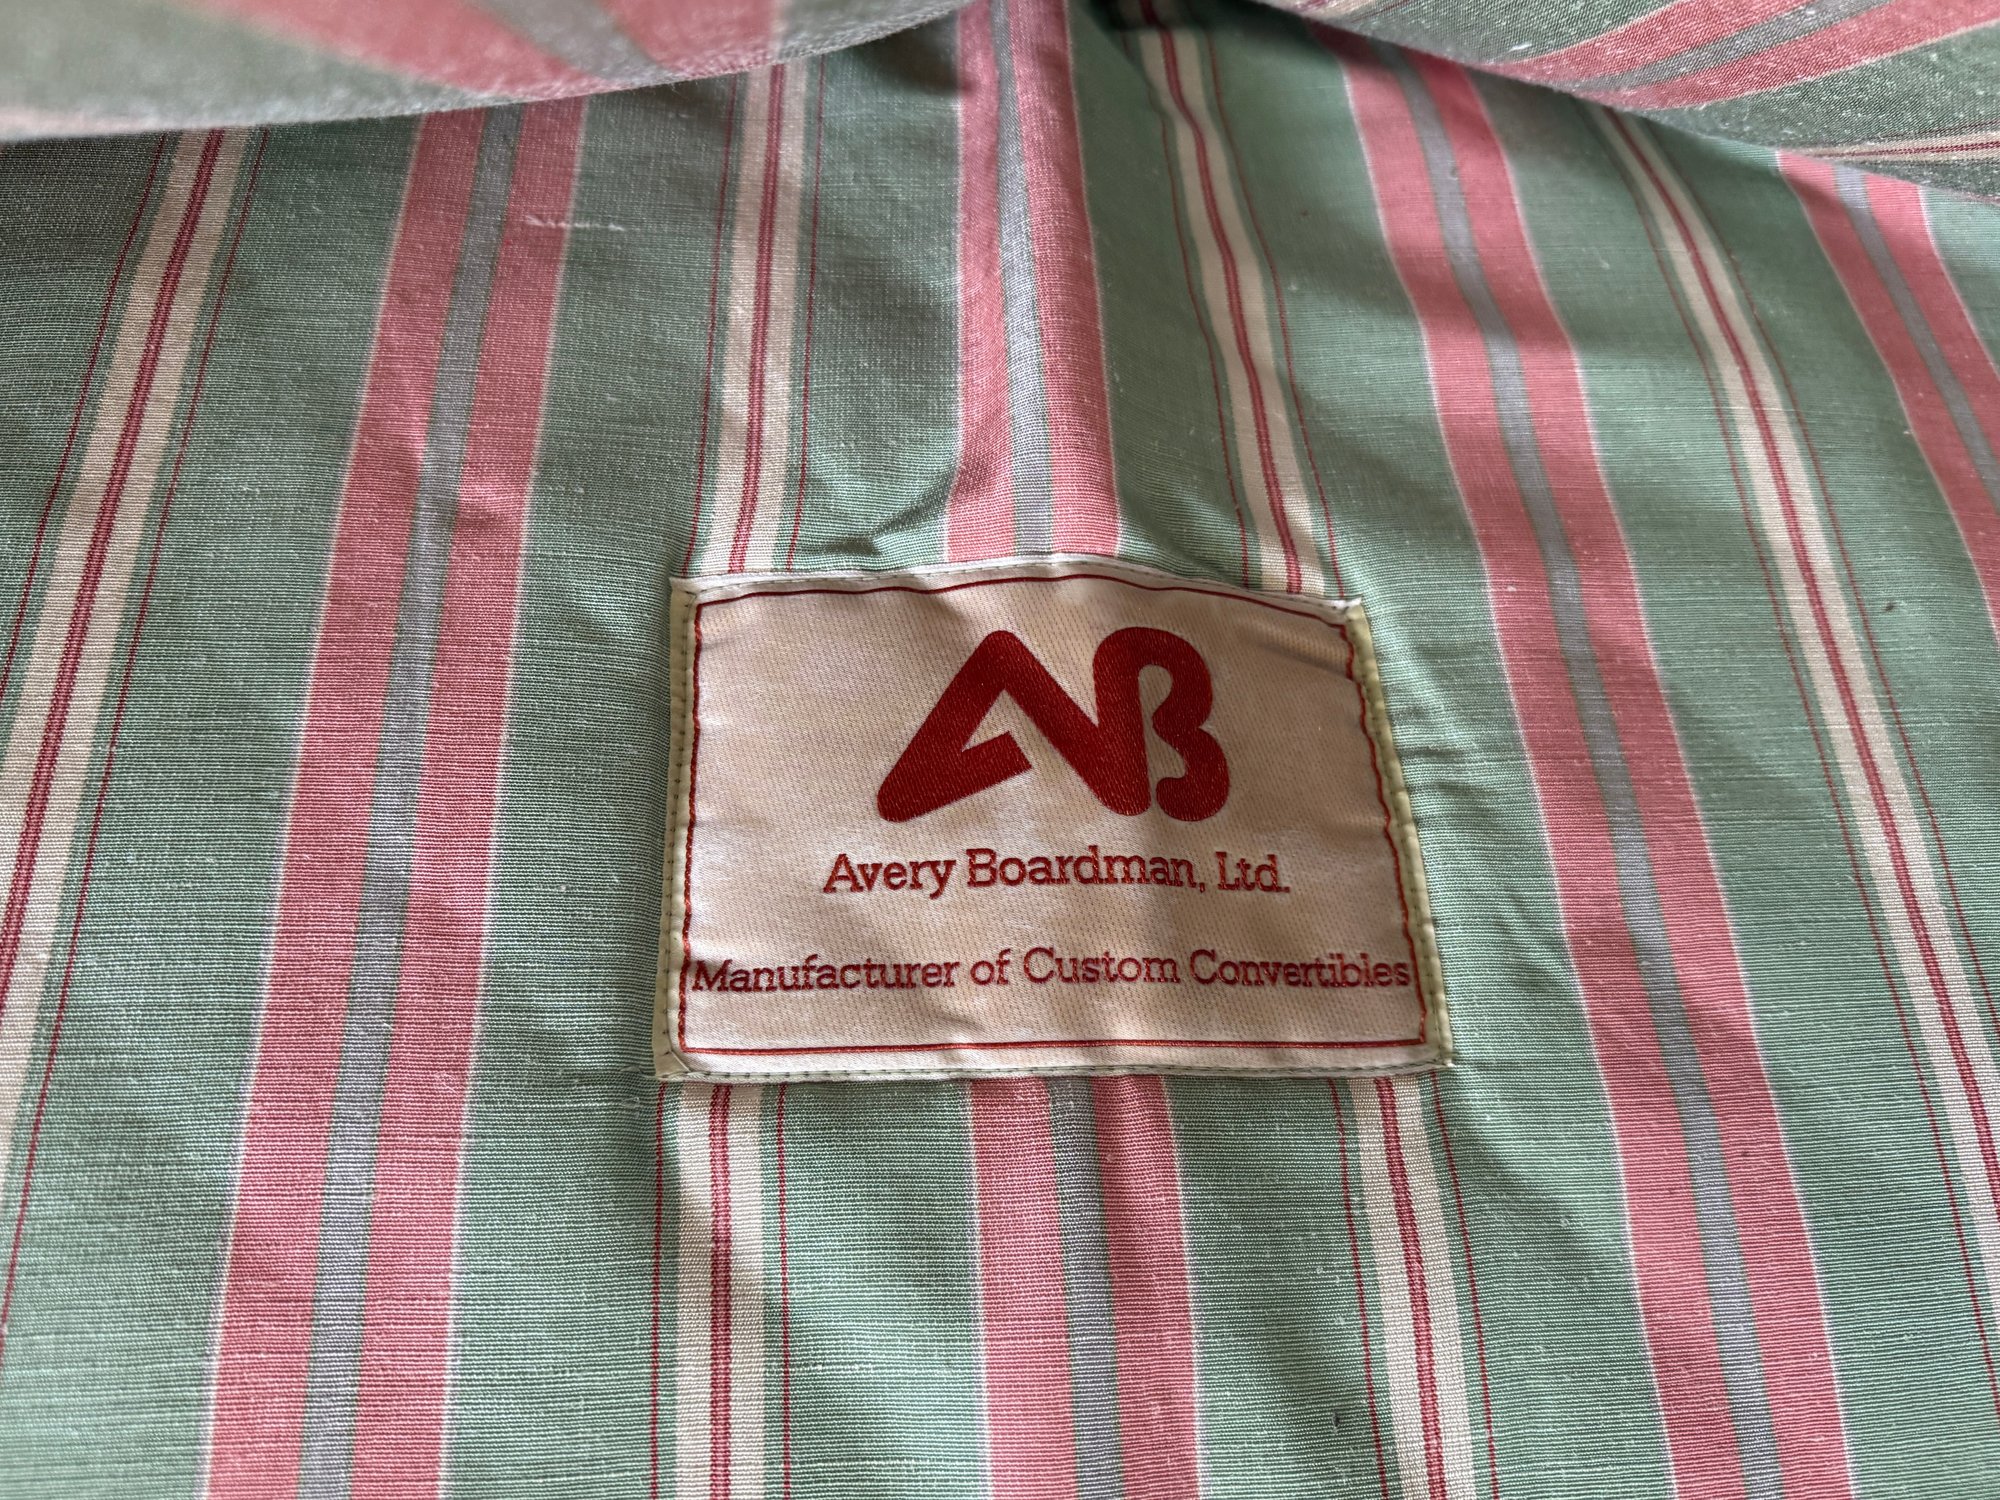 AB
Avery Boardman, Ltd.
Manufacturer of Custom Convertibles